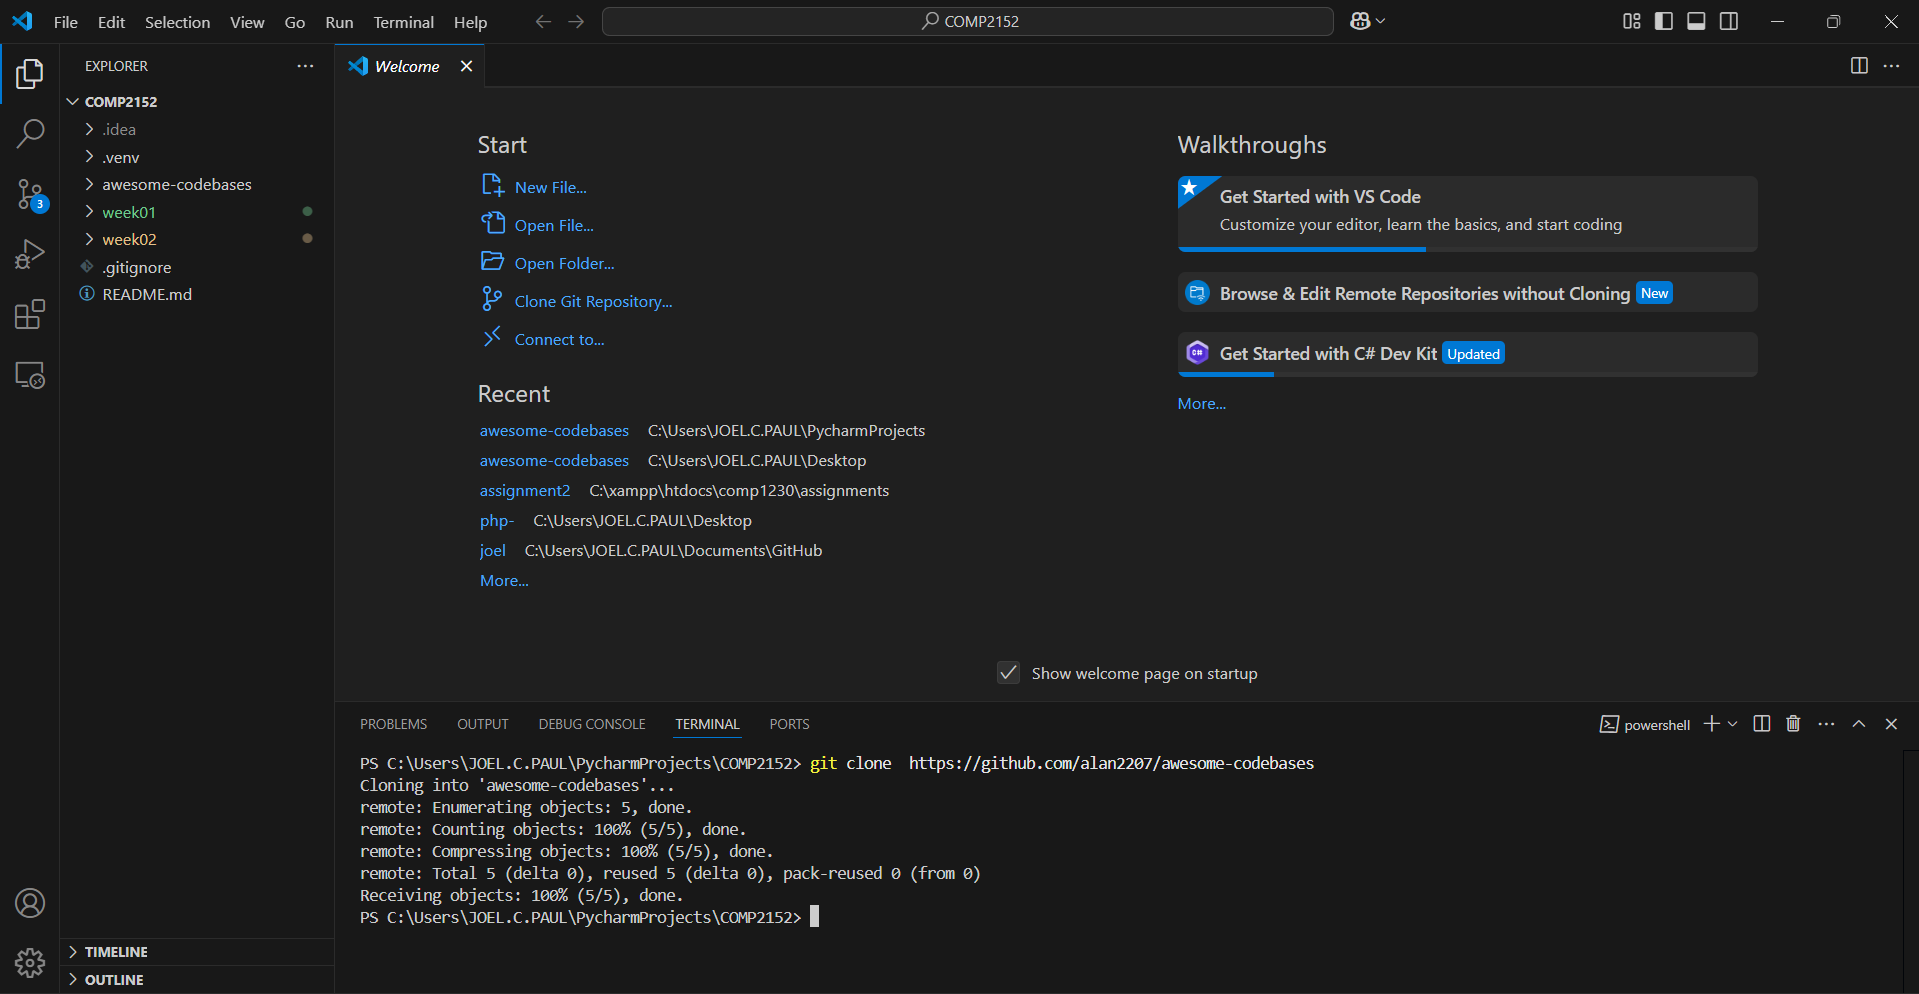 File Edit Selection View Go Run Terminal Help
COMP2152
EXPLORER
COMP2152
.idea
.venv
awesome-codebases
week01
week02
.gitignore
README.md
3
TIMELINE
OUTLINE
Welcome
Start
New File...
Open File...
Open Folder...
Clone Git Repository...
Connect to...
Recent
awesome-codebases C:\Users\JOEL.C.PAUL\PycharmProjects
awesome-codebases C:\Users\JOEL.C.PAUL\Desktop
assignment2 C:\xampp\htdocs\comp1230\assignments
php- C:\Users\JOEL.C.PAUL\Desktop
joel C:\Users\JOEL.C.PAUL\Documents\GitHub
More...
Walkthroughs
Get Started with VS Code
Customize your editor, learn the basics, and start coding
Browse & Edit Remote Repositories without Cloning New
C#
Get Started with C# Dev Kit Updated
More...
Show welcome page on startup
PROBLEMS OUTPUT DEBUG CONSOLE TERMINAL PORTS
powershell
PS C:\Users\JOEL.C.PAUL\PycharmProjects\COMP2152> git clone  https://github.com/alan2207/awesome-codebases
Cloning into 'awesome-codebases'...
remote: Enumerating objects: 5, done.
remote: Counting objects: 100% (5/5), done.
remote: Compressing objects: 100% (5/5), done.
remote: Total 5 (delta 0), reused 5 (delta 0), pack-reused 0 (from 0)
Receiving objects: 100% (5/5), done.
PS C:\Users\JOEL.C.PAUL\PycharmProjects\COMP2152>